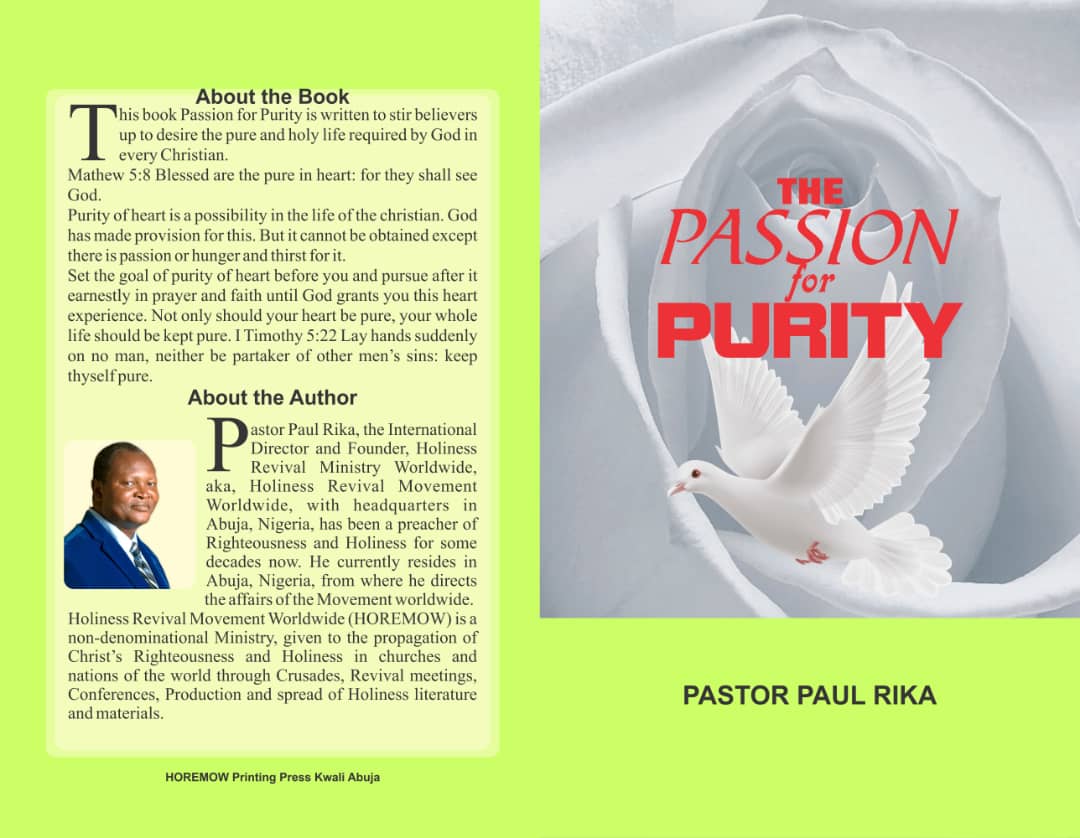 About the Book
This book Passion for Purity is written to stir believers
up to desire the pure and holy life required by God in
every Christian.
Mathew 5:8 Blessed are the pure in heart: for they shall see
God.
Purity of heart is a possibility in the life of the christian. God
has made provision for this. But it cannot be obtained except
there is passion or hunger and thirst for it.
Set the goal of purity of heart before you and pursue after it
earnestly in prayer and faith until God grants you this heart
experience. Not only should your heart be pure, your whole
life should be kept pure. I Timothy 5:22 Lay hands suddenly
on no man, neither be partaker of other men’s sins: keep
thyself pure.
About the Author
Pastor Paul Rika, the International
Director and Founder, Holiness
Revival Ministry Worldwide,
aka, Holiness Revival Movement
Worldwide, with headquarters in
Abuja, Nigeria, has been a preacher of
Righteousness and Holiness for some
decades now. He currently resides in
Abuja, Nigeria, from where he directs
the affairs of the Movement worldwide.
Holiness Revival Movement Worldwide (HOREMOW) is a
non-denominational Ministry, given to the propagation of
Christ’s Righteousness and Holiness in churches and
nations of the world through Crusades, Revival meetings,
Conferences, Production and spread of Holiness literature
and materials.
HOREMOW Printing Press Kwali Abuja
THE
PASSION
for
PURITY
PASTOR PAUL RIKA